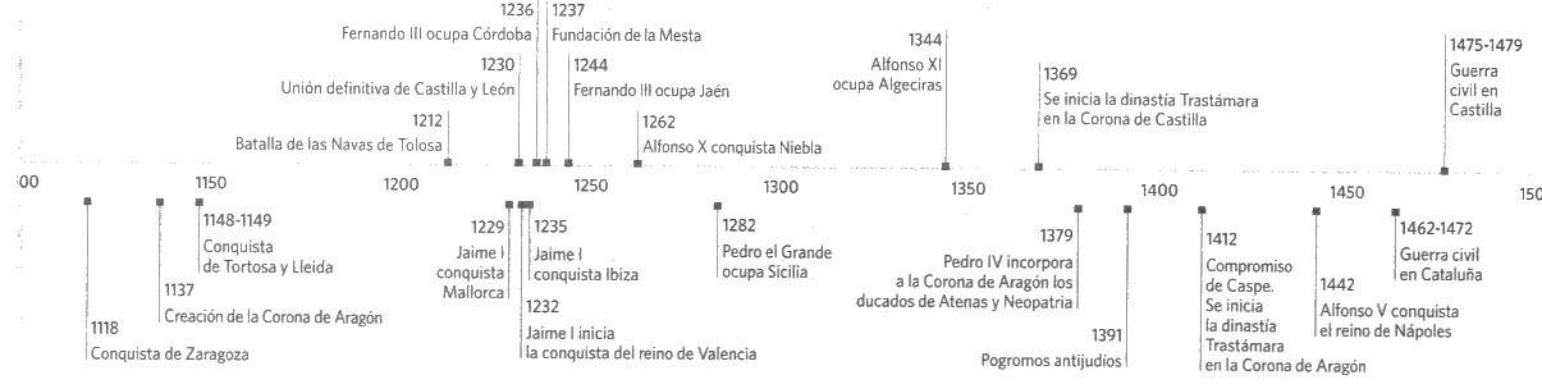 1236
Fernando III ocupa Córdoba
1237
Fundación de la Mesta
1230
Unión definitiva de Castilla y León
1244
Fernando III ocupa Jaén
1212
Batalla de las Navas de Tolosa
1262
Alfonso X conquista Niebla
1344
Alfonso XI
ocupa Algeciras
1369
Se inicia la dinastía Trastámara
en la Corona de Castilla
1475-1479
Guerra
civil en
Castilla
00 1150 1200 1250 1300 1350 1400 1450 150
1118
Conquista de Zaragoza
1137
Creación de la Corona de Aragón
1148-1149
Conquista
de Tortosa y Lleida
1229
Jaime I
conquista
Mallorca
1232
Jaime I inicia
la conquista del reino de Valencia
1235
Jaime I
conquista Ibiza
1282
Pedro el Grande
ocupa Sicilia
1379
Pedro IV incorpora
a la Corona de Aragón los
ducados de Atenas y Neopatria
1391
Pogromos antijudíos
1412
Compromiso
de Caspe.
Se inicia
la dinastía
Trastámara
en la Corona de Aragón
1442
Alfonso V conquista
el reino de Nápoles
1462-1472
Guerra civil
en Cataluña